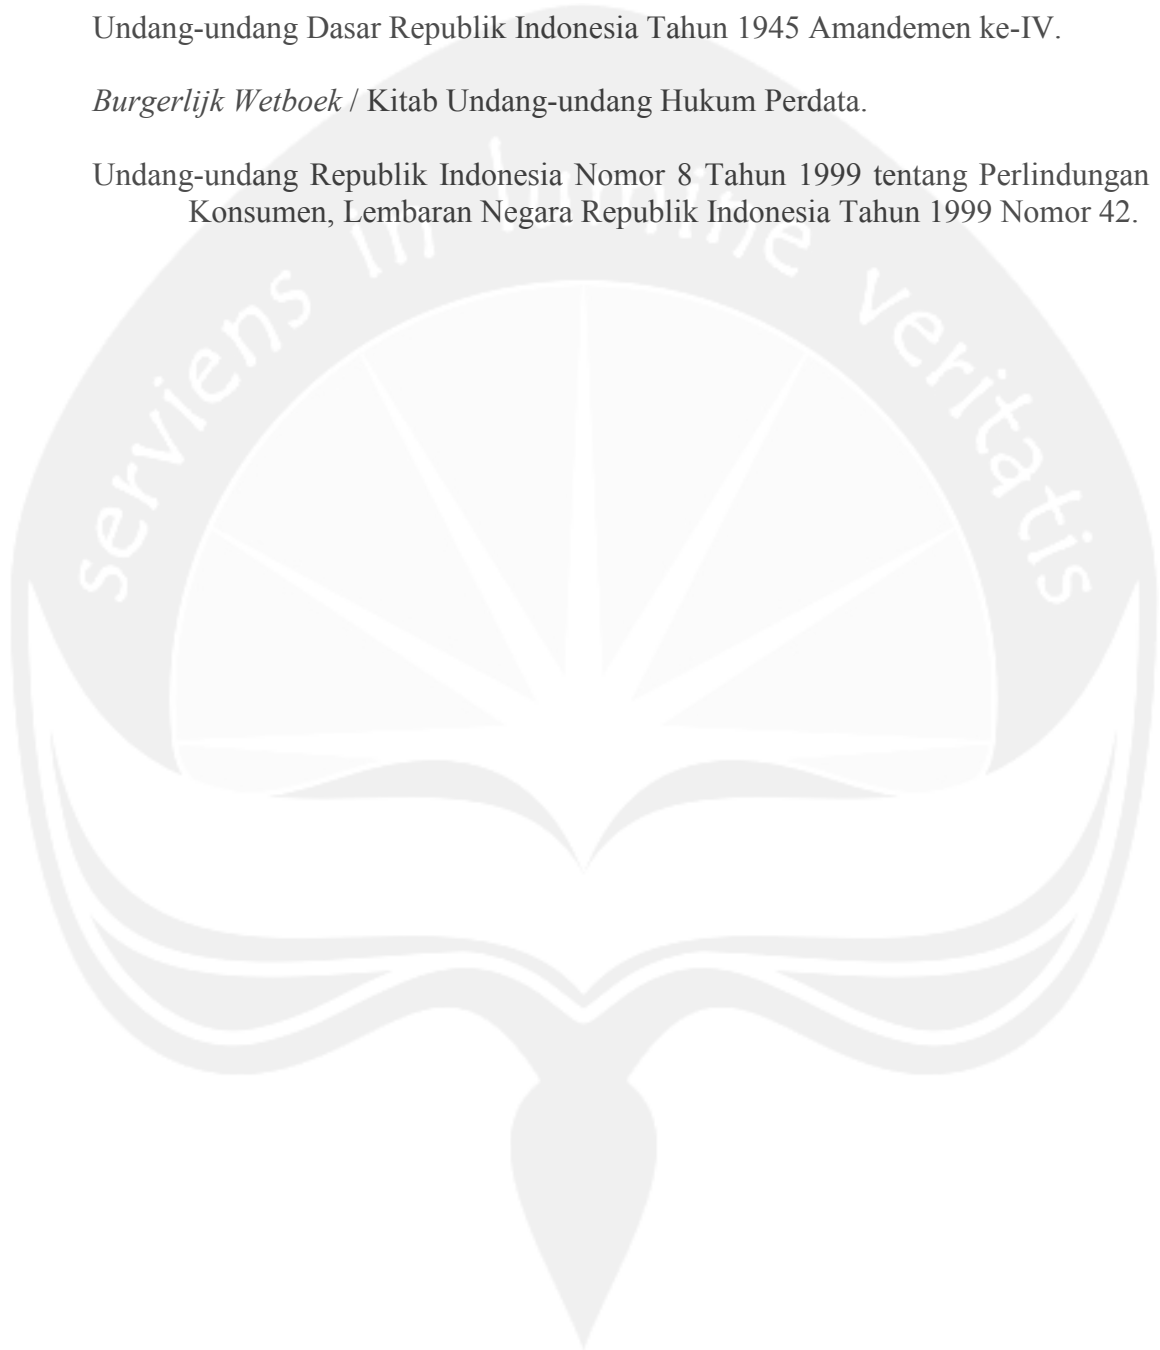 Undang-undang Dasar Republik Indonesia Tahun 1945 Amandemen ke-IV.
Burgerlijk Wetboek / Kitab Undang-undang Hukum Perdata.
Undang-undang Republik Indonesia Nomor 8 Tahun 1999 tentang Perlindungan
Konsumen, Lembaran Negara Republik Indonesia Tahun 1999 Nomor 42.
serviens in lumine veritatis